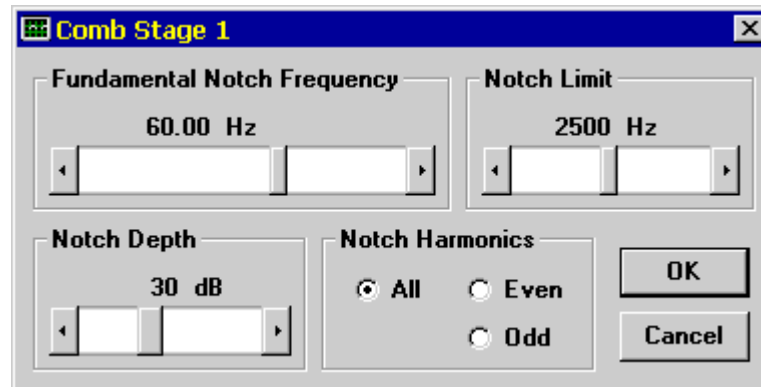 Comb Stage 1
Fundamental Notch Frequency
60.00 Hz
Notch Limit
2500 Hz
Notch Depth
30 dB
Notch Harmonics
All
Even
Odd
OK
Cancel